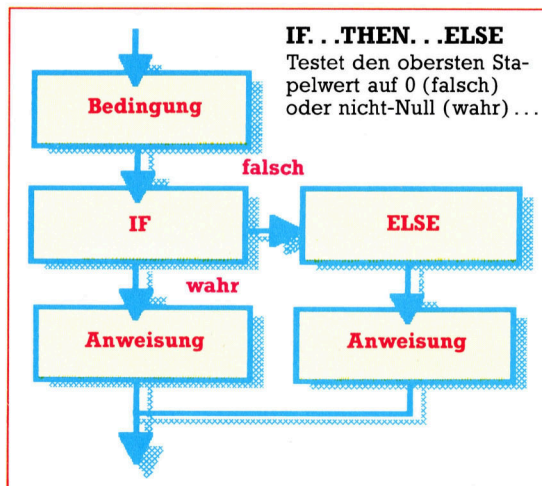 IF...THEN...ELSE
Testet den obersten Sta-
pelwert auf 0 (falsch)
oder nicht-Null (wahr)...
Bedingung
falsch
IF
ELSE
wahr
Anweisung
Anweisung